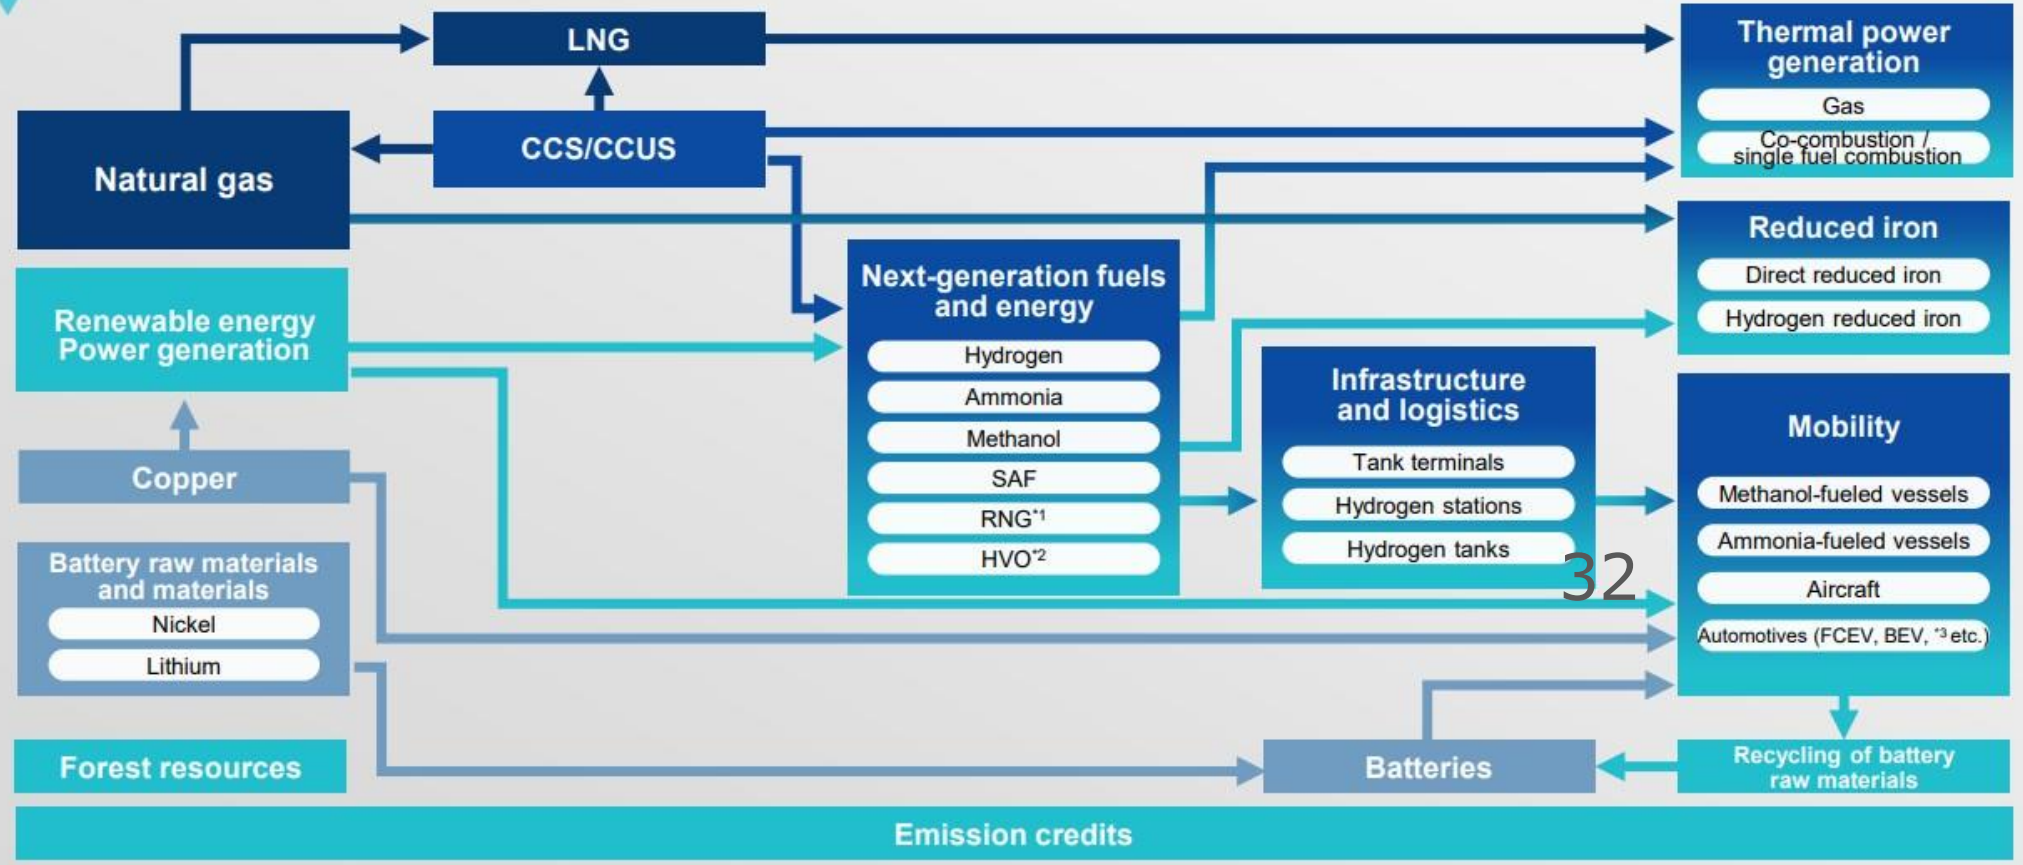 LNG
CCS/CCUS
Natural gas
Renewable energy
Power generation
Copper
Battery raw materials
and materials
Nickel
Lithium
Forest resources
Next-generation fuels
and energy
Hydrogen
Ammonia
Methanol
SAF
RNG*1
HVO*2
Infrastructure
and logistics
Tank terminals
Hydrogen stations
Hydrogen tanks
32
Batteries
Thermal power
generation
Gas
Co-combustion /
single fuel combustion
Reduced iron
Direct reduced iron
Hydrogen reduced iron
Mobility
Methanol-fueled vessels
Ammonia-fueled vessels
Aircraft
Automotives (FCEV, BEV, *3 etc.)
Recycling of battery
raw materials
Emission credits